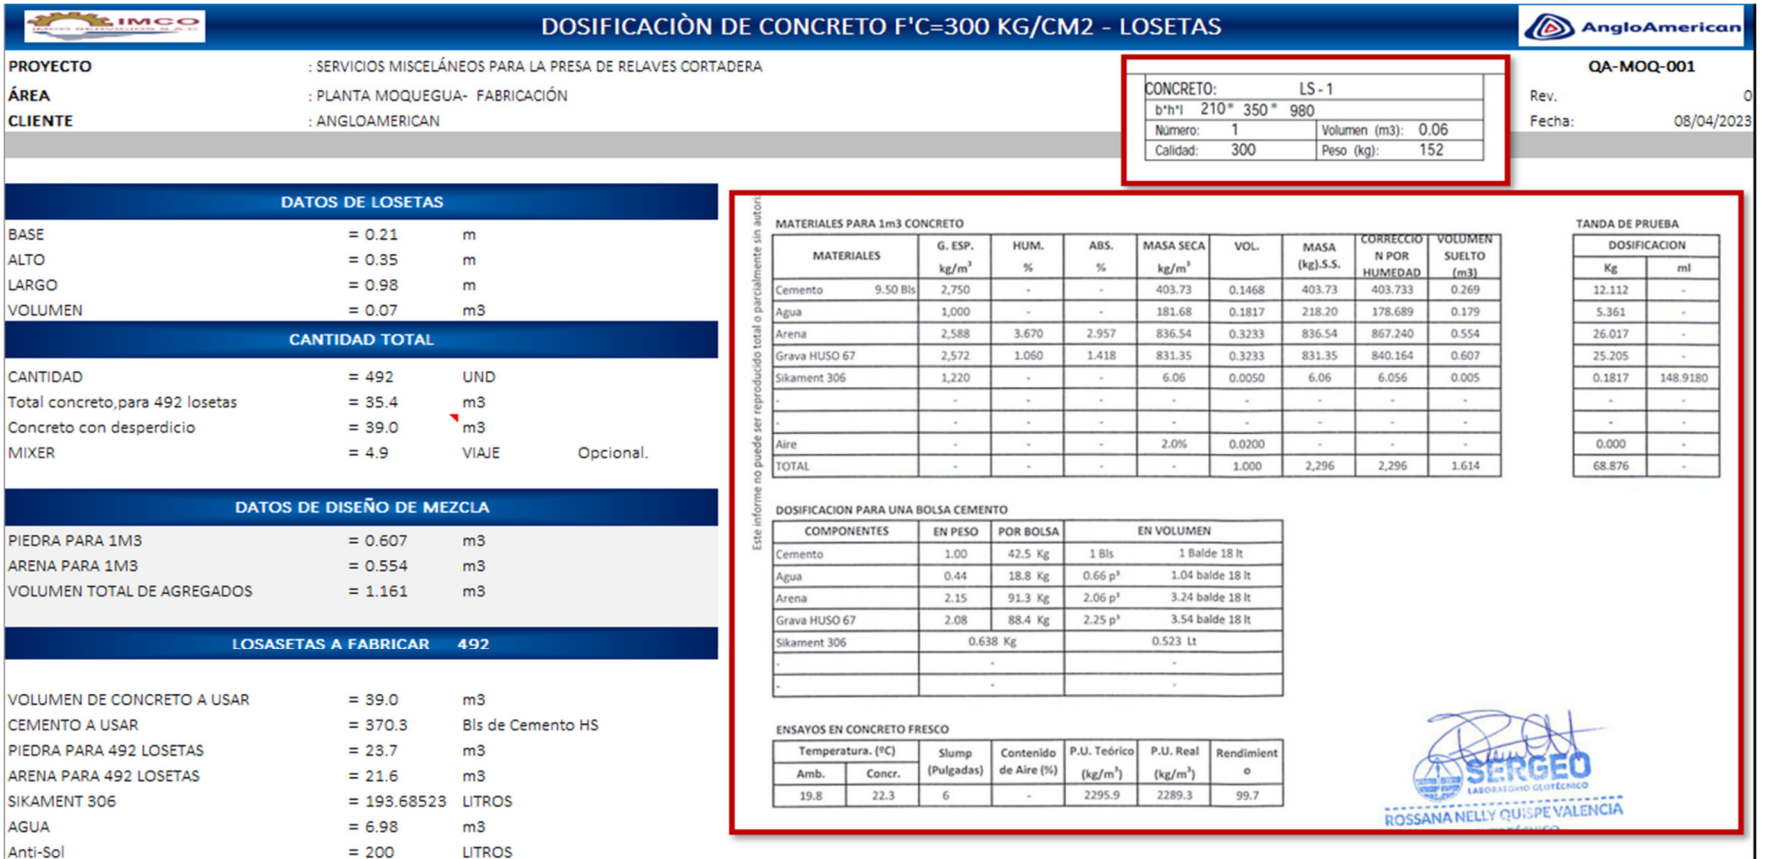 IMCO
IMCO SERVICIOS S.A.C
DOSIFICACIÒN DE CONCRETO F'C=300 KG/CM2 - LOSETAS
AngloAmerican
PROYECTO : SERVICIOS MISCELÁNEOS PARA LA PRESA DE RELAVES CORTADERA
ÁREA : PLANTA MOQUEGUA- FABRICACIÓN
CLIENTE : ANGLOAMERICAN
CONCRETO: LS - 1
b*h*l 210* 350* 980
Número: 1 Volumen (m3): 0.06
Calidad: 300 Peso (kg): 152
QA-MOQ-001
Rev. 0
Fecha: 08/04/2023
DATOS DE LOSETAS
BASE = 0.21 m
ALTO = 0.35 m
LARGO = 0.98 m
VOLUMEN = 0.07 m3
CANTIDAD TOTAL
CANTIDAD = 492 UND
Total concreto,para 492 losetas = 35.4 m3
Concreto con desperdicio = 39.0 m3
MIXER = 4.9 VIAJE Opcional.
DATOS DE DISEÑO DE MEZCLA
PIEDRA PARA 1M3 = 0.607 m3
ARENA PARA 1M3 = 0.554 m3
VOLUMEN TOTAL DE AGREGADOS = 1.161 m3
LOSASETAS A FABRICAR 492
VOLUMEN DE CONCRETO A USAR = 39.0 m3
CEMENTO A USAR = 370.3 Bls de Cemento HS
PIEDRA PARA 492 LOSETAS = 23.7 m3
ARENA PARA 492 LOSETAS = 21.6 m3
SIKAMENT 306 = 193.68523 LITROS
AGUA = 6.98 m3
Anti-Sol = 200 LITROS
Este informe no puede ser reproducido total o parcialmente sin autori
MATERIALES PARA 1m3 CONCRETO
MATERIALES G. ESP. kg/m³ HUM. % ABS. % MASA SECA kg/m³ VOL. MASA (kg).S.S. CORRECCIO N POR HUMEDAD VOLUMEN SUELTO (m3)
Cemento 9.50 Bls 2,750 - - 403.73 0.1468 403.73 403.733 0.269
Agua 1,000 - - 181.68 0.1817 218.20 178.689 0.179
Arena 2,588 3.670 2.957 836.54 0.3233 836.54 867.240 0.554
Grava HUSO 67 2,572 1.060 1.418 831.35 0.3233 831.35 840.164 0.607
Sikament 306 1,220 - - 6.06 0.0050 6.06 6.056 0.005
- - - - - - - - -
- - - - - - - - -
Aire - - - 2.0% 0.0200 - - -
TOTAL - - - - 1.000 2,296 2,296 1.614
TANDA DE PRUEBA
DOSIFICACION
Kg ml
12.112 -
5.361 -
26.017 -
25.205 -
0.1817 148.9180
- -
- -
0.000 -
68.876 -
DOSIFICACION PARA UNA BOLSA CEMENTO
COMPONENTES EN PESO POR BOLSA EN VOLUMEN
Cemento 1.00 42.5 Kg 1 Bls 1 Balde 18 lt
Agua 0.44 18.8 Kg 0.66 p³ 1.04 balde 18 lt
Arena 2.15 91.3 Kg 2.06 p³ 3.24 balde 18 lt
Grava HUSO 67 2.08 88.4 Kg 2.25 p³ 3.54 balde 18 lt
Sikament 306 0.638 Kg 0.523 Lt
- - -
- - -
ENSAYOS EN CONCRETO FRESCO
Temperatura. (ºC) Slump (Pulgadas) Contenido de Aire (%) P.U. Teórico (kg/m³) P.U. Real (kg/m³) Rendimient o
Amb. Concr.
19.8 22.3 6 - 2295.9 2289.3 99.7
SERGEO
LABORATORIO GEOTÉCNICO
ROSSANA NELLY QUISPE VALENCIA